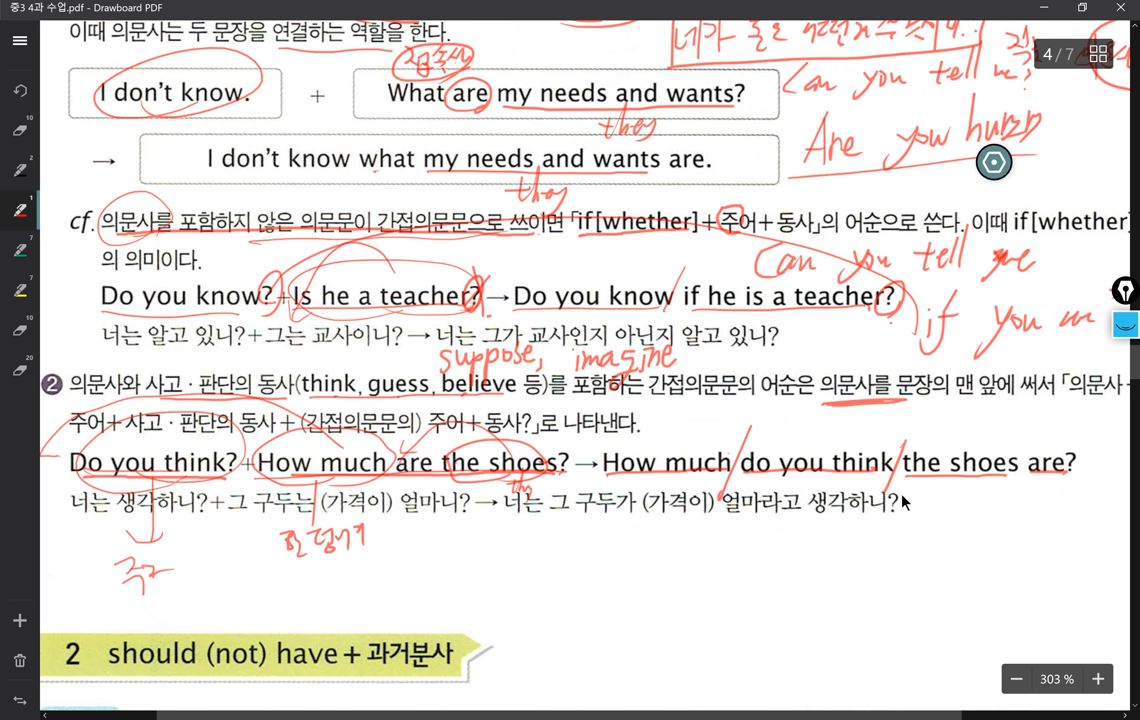 중3 4과 수업.pdf - Drawboard PDF
이때 의문사는 두 문장을 연결하는 역할을 한다.
4 / 7
접속사
Can you tell me?
I don't know. + What are my needs and wants?
they
Are you
→ I don't know what my needs and wants are.
they
cf. 의문사를 포함하지 않은 의문문이 간접의문문으로 쓰이면 「if[whether]+주어+동사」의 어순으로 쓴다. 이때 if[whether]
의 의미이다.
Can you tell me
Do you know?+Is he a teacher? → Do you know if he is a teacher?
if you
너는 알고 있니?+그는 교사이니? → 너는 그가 교사인지 아닌지 알고 있니?
suppose, imagine
❷ 의문사와 사고·판단의 동사(think, guess, believe 등)를 포함하는 간접의문문의 어순은 의문사를 문장의 맨 앞에 써서 「의문사+
주어+사고·판단의 동사+(간접의문문의) 주어+동사?」로 나타낸다.
Do you think?+How much are the shoes? → How much do you think the shoes are?
너는 생각하니?+그 구두는 (가격이) 얼마니? → 너는 그 구두가 (가격이) 얼마라고 생각하니?
한 덩어리
2 should (not) have+과거분사
303 %